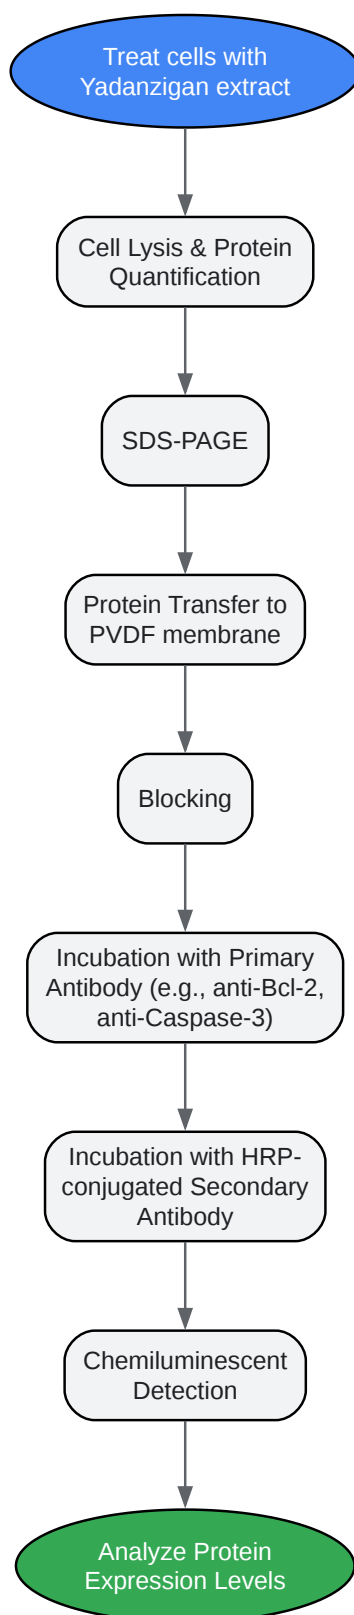 Treat cells with
Yadanzigan extract
Cell Lysis & Protein
Quantification
SDS-PAGE
Protein Transfer to
PVDF membrane
Blocking
Incubation with Primary
Antibody (e.g., anti-Bcl-2,
anti-Caspase-3)
Incubation with HRP-
conjugated Secondary
Antibody
Chemiluminescent
Detection
Analyze Protein
Expression Levels